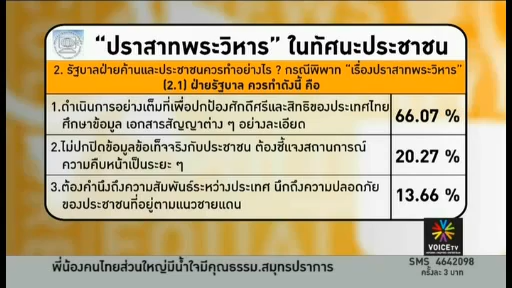 “ปราสาทพระวิหาร” ในทัศนะประชาชน
2. รัฐบาลฝ่ายค้านและประชาชนควรทำอย่างไร ? กรณีพิพาท “เรื่องปราสาทพระวิหาร”
(2.1) ฝ่ายรัฐบาล ควรทำดังนี้ คือ
1.ดำเนินการอย่างเต็มที่เพื่อปกป้องศักดิ์ศรีและสิทธิของประเทศไทย
ศึกษาข้อมูล เอกสารสัญญาต่าง ๆ อย่างละเอียด
66.07 %
2.ไม่ปกปิดข้อมูลข้อเท็จจริงกับประชาชน ต้องชี้แจงสถานการณ์
ความคืบหน้าเป็นระยะ ๆ
20.27 %
3.ต้องคำนึงถึงความสัมพันธ์ระหว่างประเทศ นึกถึงความปลอดภัย
ของประชาชนที่อยู่ตามแนวชายแดน
13.66 %
VOICE TV
พี่น้องคนไทยส่วนใหญ่มีน้ำใจมีคุณธรรม.สมุทรปราการ
SMS 4642098
ครั้งละ 3 บาท